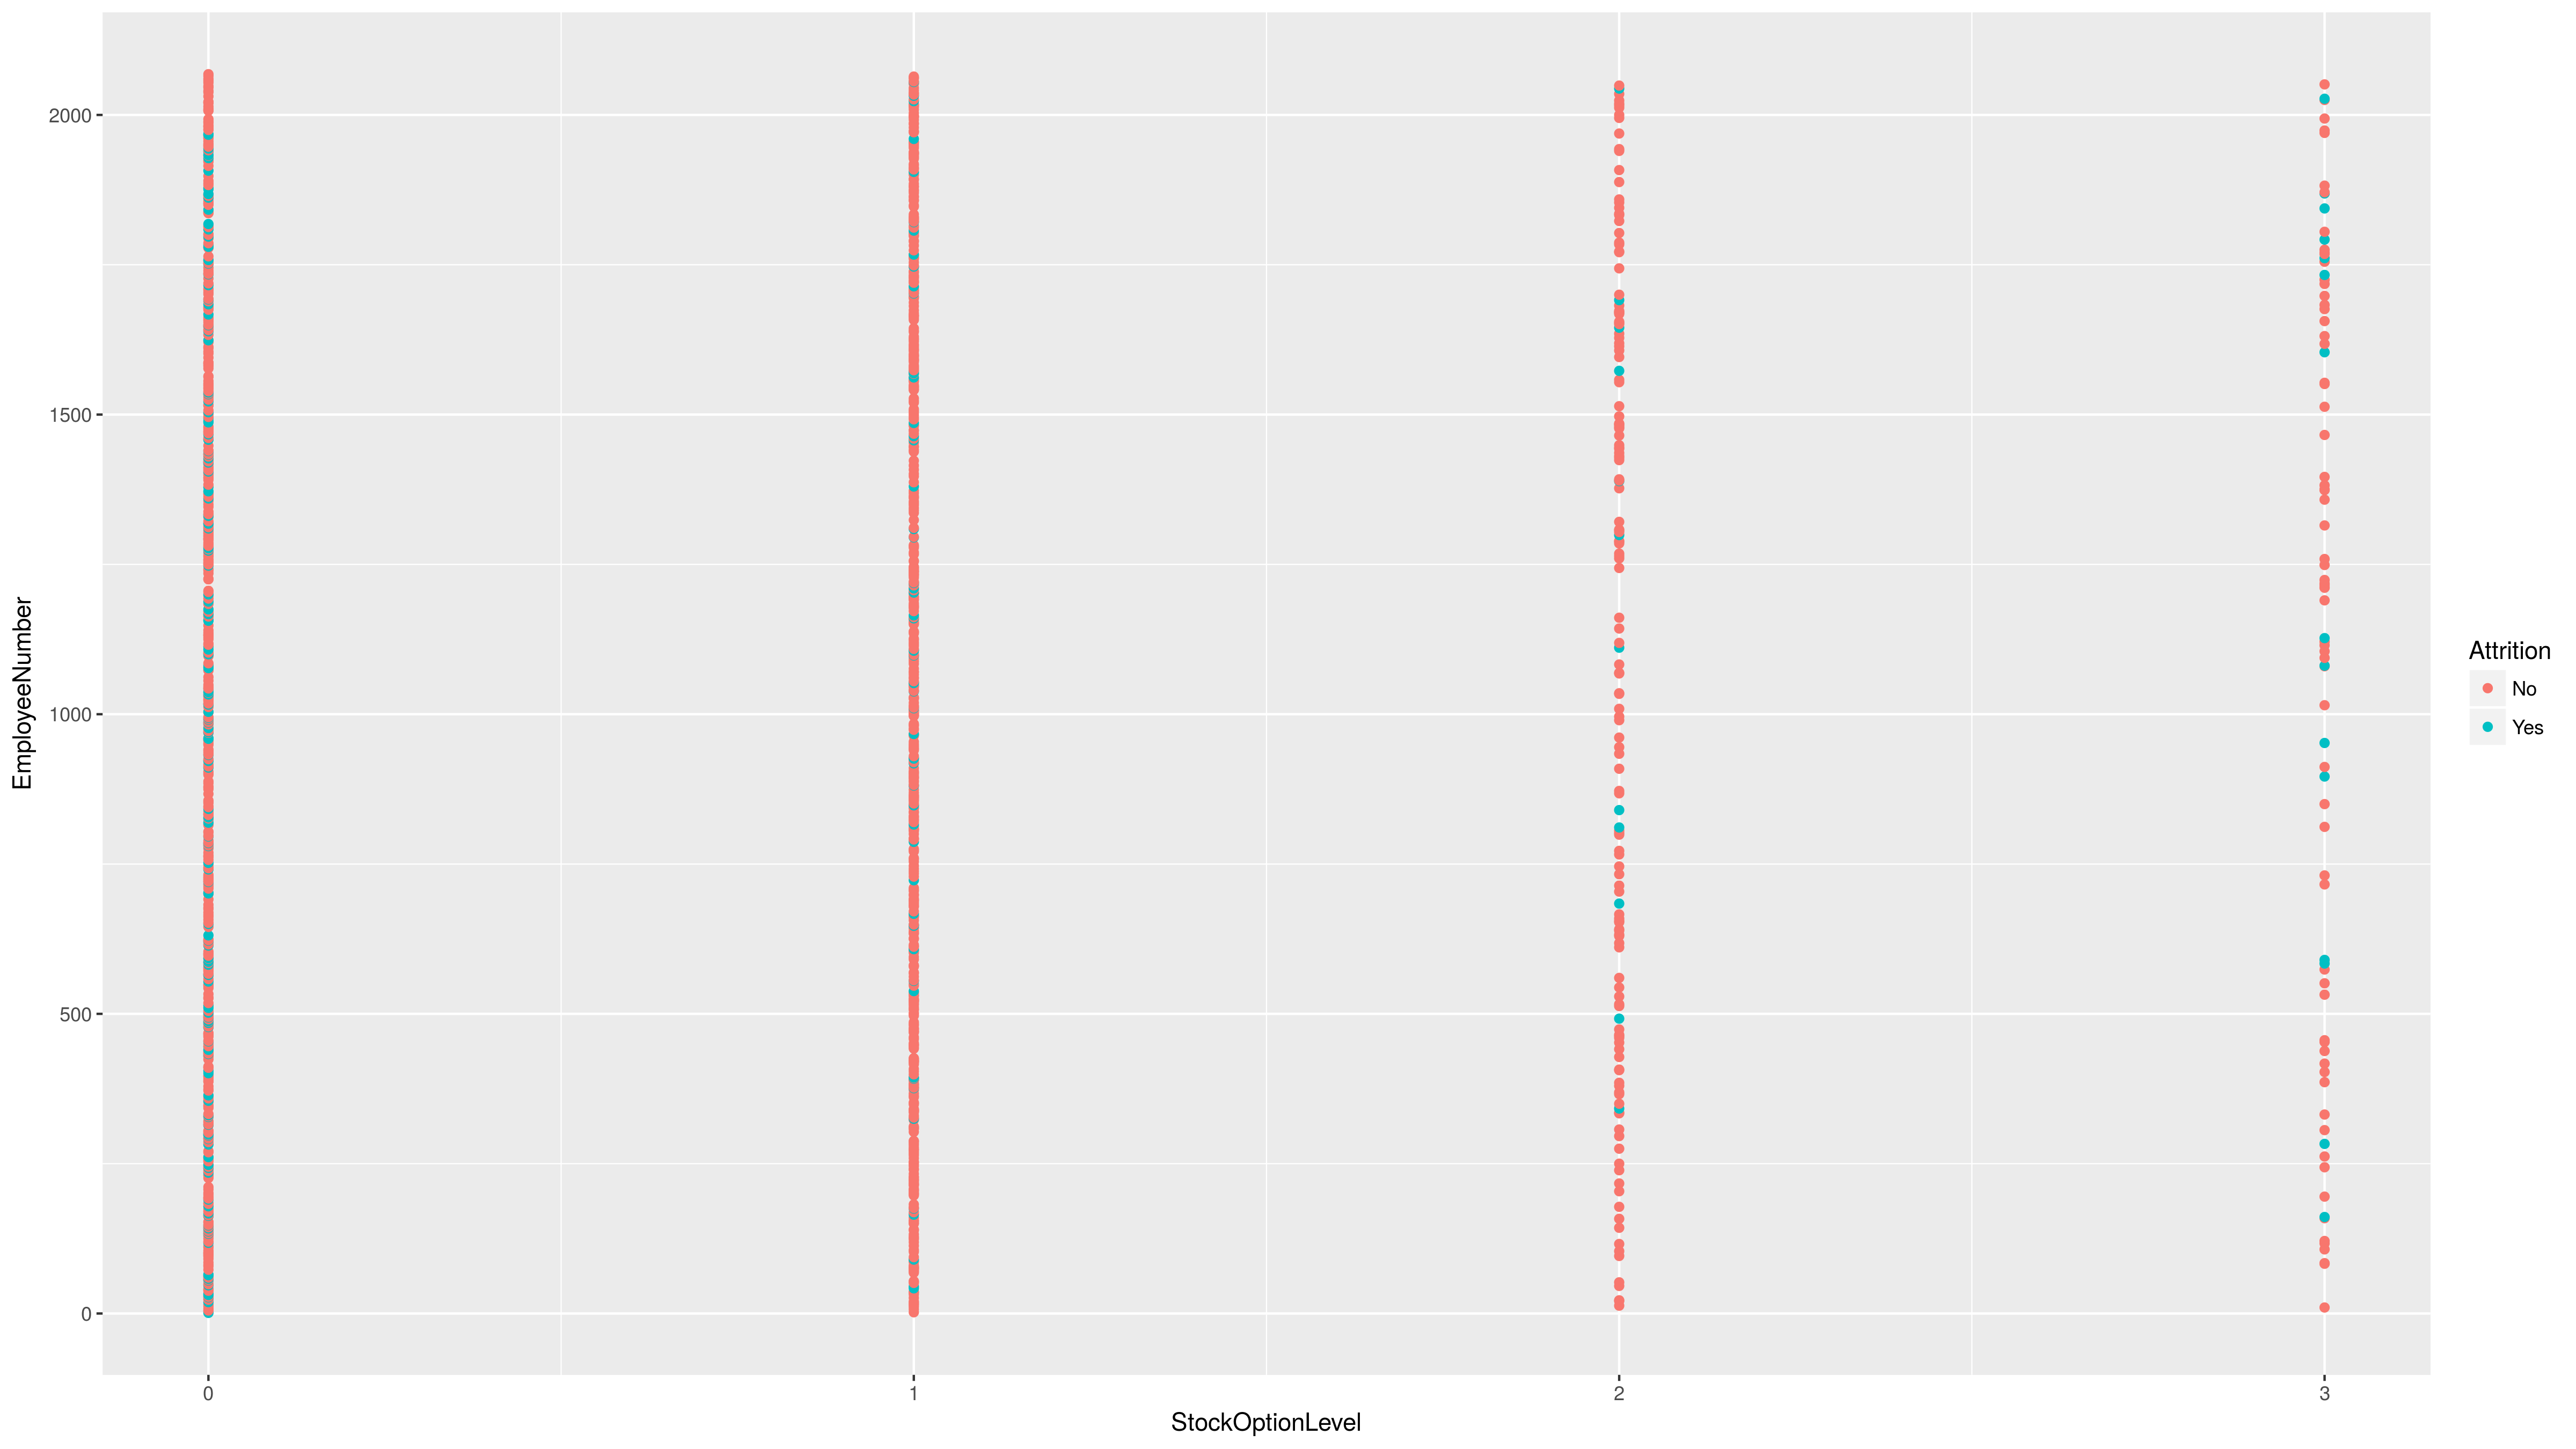 2000
1500
1000
500
0
EmployeeNumber
0 1 2 3
StockOptionLevel
Attrition
No
Yes